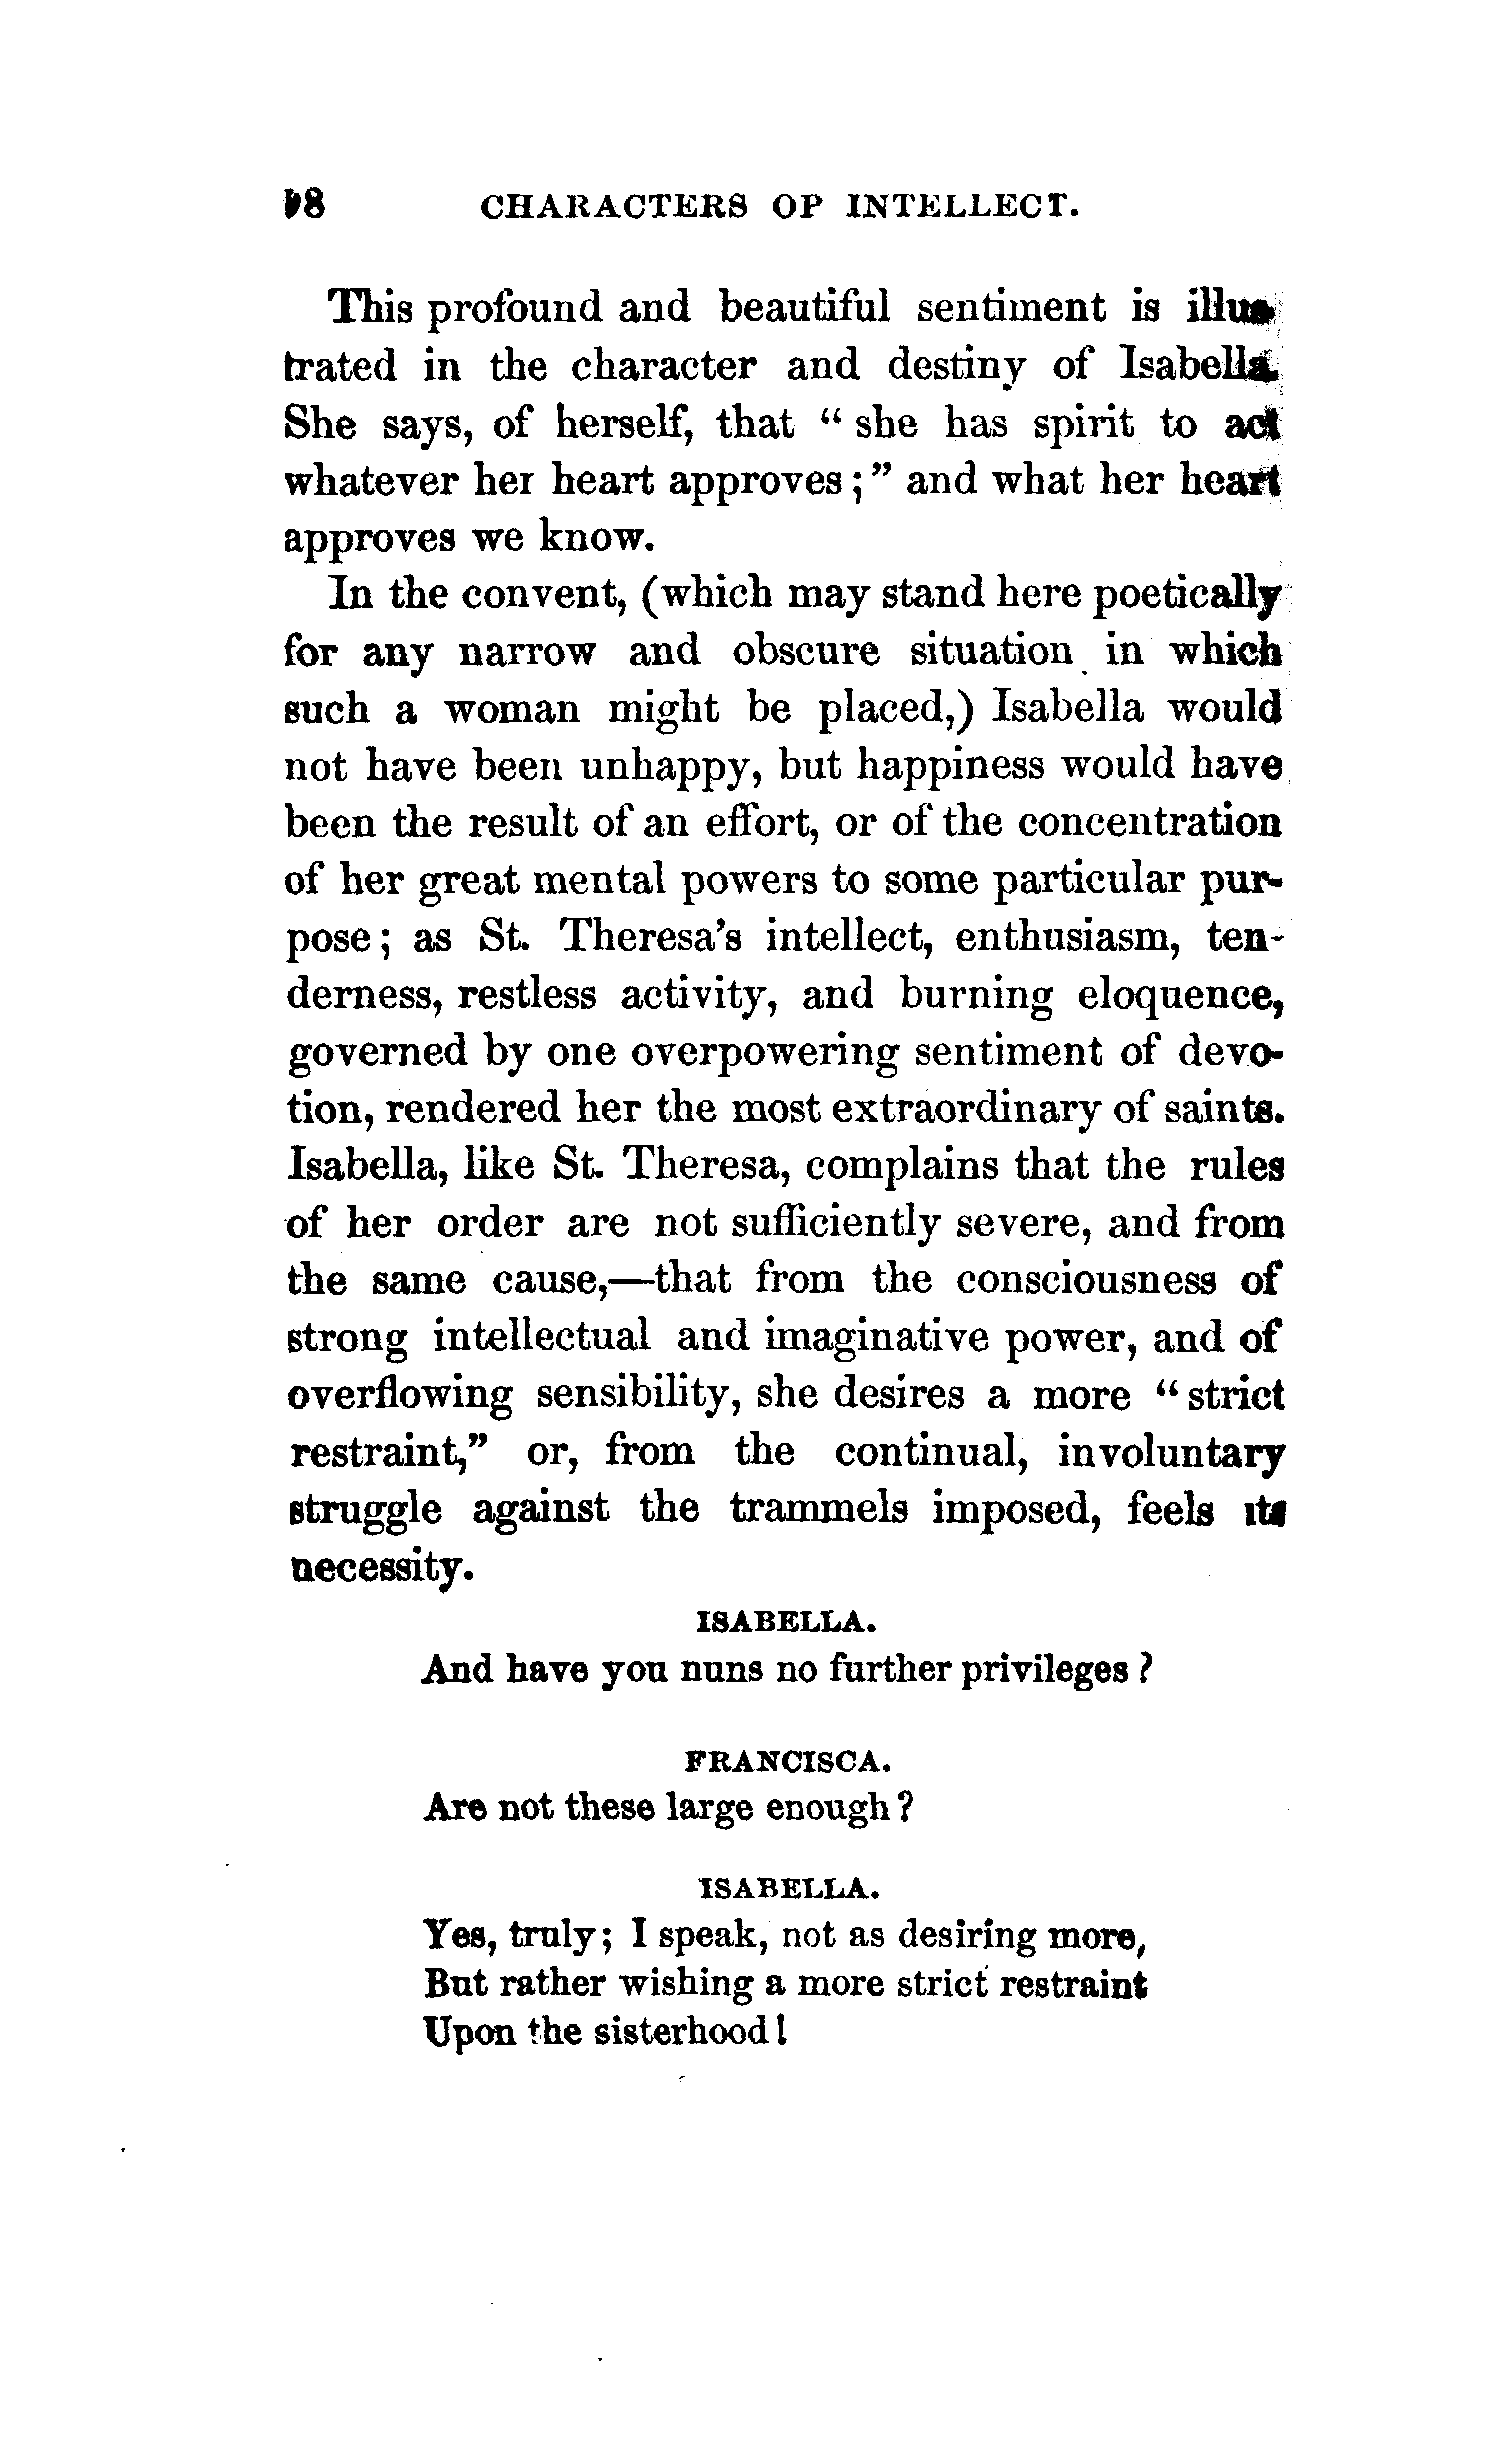 98 CHARACTERS OF INTELLECT.
This profound and beautiful sentiment is illus-
trated in the character and destiny of Isabella.
She says, of herself, that “ she has spirit to act
whatever her heart approves ;” and what her heart
approves we know.
In the convent, (which may stand here poetically
for any narrow and obscure situation in which
such a woman might be placed,) Isabella would
not have been unhappy, but happiness would have
been the result of an effort, or of the concentration
of her great mental powers to some particular pur-
pose ; as St. Theresa’s intellect, enthusiasm, ten-
derness, restless activity, and burning eloquence,
governed by one overpowering sentiment of devo-
tion, rendered her the most extraordinary of saints.
Isabella, like St. Theresa, complains that the rules
of her order are not sufficiently severe, and from
the same cause,—that from the consciousness of
strong intellectual and imaginative power, and of
overflowing sensibility, she desires a more “ strict
restraint,” or, from the continual, involuntary
struggle against the trammels imposed, feels its
necessity.
ISABELLA.
And have you nuns no further privileges ?
FRANCISCA.
Are not these large enough ?
ISABELLA.
Yes, truly ; I speak, not as desiring more,
But rather wishing a more strict restraint
Upon the sisterhood !